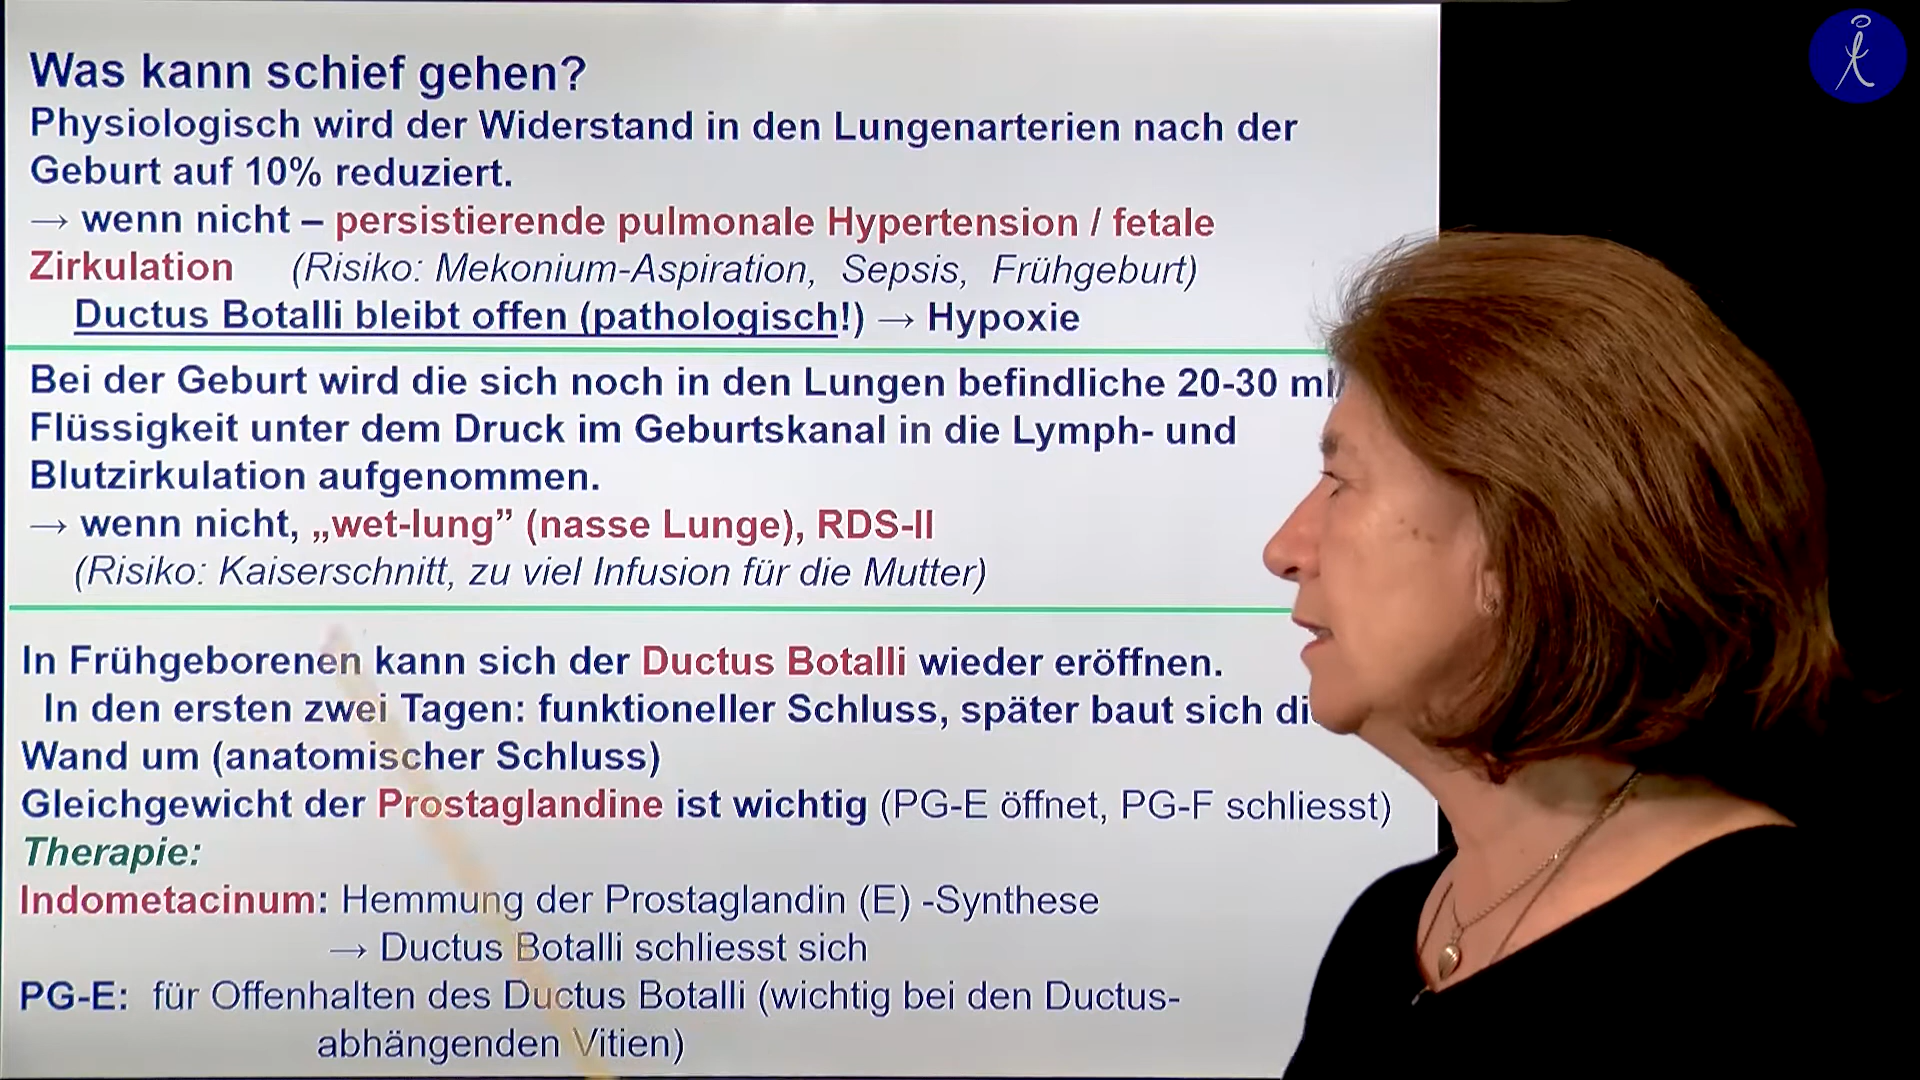 Was kann schief gehen?
Physiologisch wird der Widerstand in den Lungenarterien nach der
Geburt auf 10% reduziert.
→ wenn nicht – persistierende pulmonale Hypertension / fetale
Zirkulation (Risiko: Mekonium-Aspiration, Sepsis, Frühgeburt)
Ductus Botalli bleibt offen (pathologisch!) → Hypoxie
Bei der Geburt wird die sich noch in den Lungen befindliche 20-30 ml
Flüssigkeit unter dem Druck im Geburtskanal in die Lymph- und
Blutzirkulation aufgenommen.
→ wenn nicht, „wet-lung” (nasse Lunge), RDS-II
(Risiko: Kaiserschnitt, zu viel Infusion für die Mutter)
In Frühgeborenen kann sich der Ductus Botalli wieder eröffnen.
In den ersten zwei Tagen: funktioneller Schluss, später baut sich
Wand um (anatomischer Schluss)
Gleichgewicht der Prostaglandine ist wichtig (PG-E öffnet, PG-F schliesst)
Therapie:
Indometacinum: Hemmung der Prostaglandin (E) -Synthese
→ Ductus Botalli schliesst sich
PG-E: für Offenhalten des Ductus Botalli (wichtig bei den Ductus-
abhängenden Vitien)